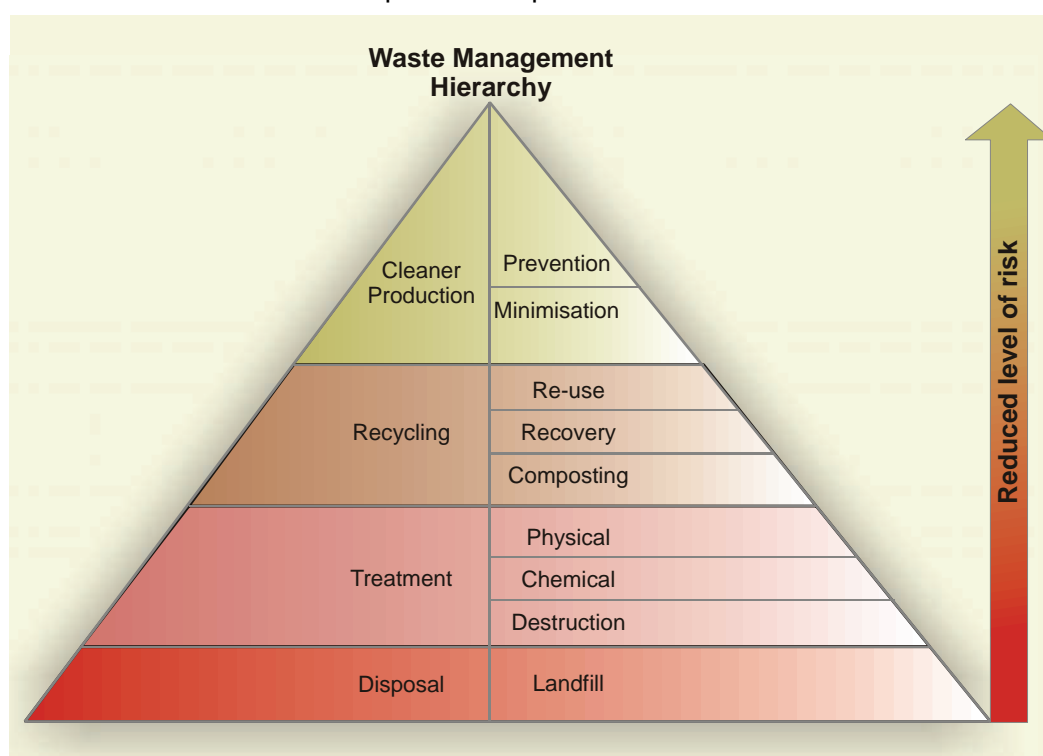 Waste Management
Hierarchy
Cleaner
Production
Prevention
Minimisation
Recycling
Re-use
Recovery
Composting
Treatment
Physical
Chemical
Destruction
Disposal
Landfill
Reduced level of risk